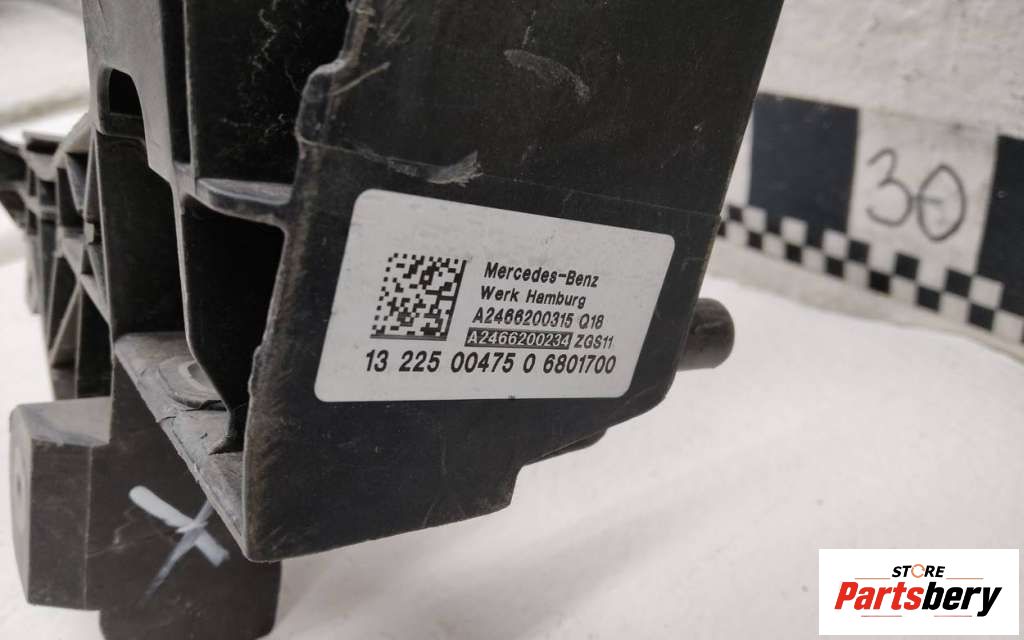 Mercedes-Benz
Werk Hamburg
A2466200315 Q18
A2466200234 ZGS11
13 225 00475 0 6801700
30
STORE
Partsbery